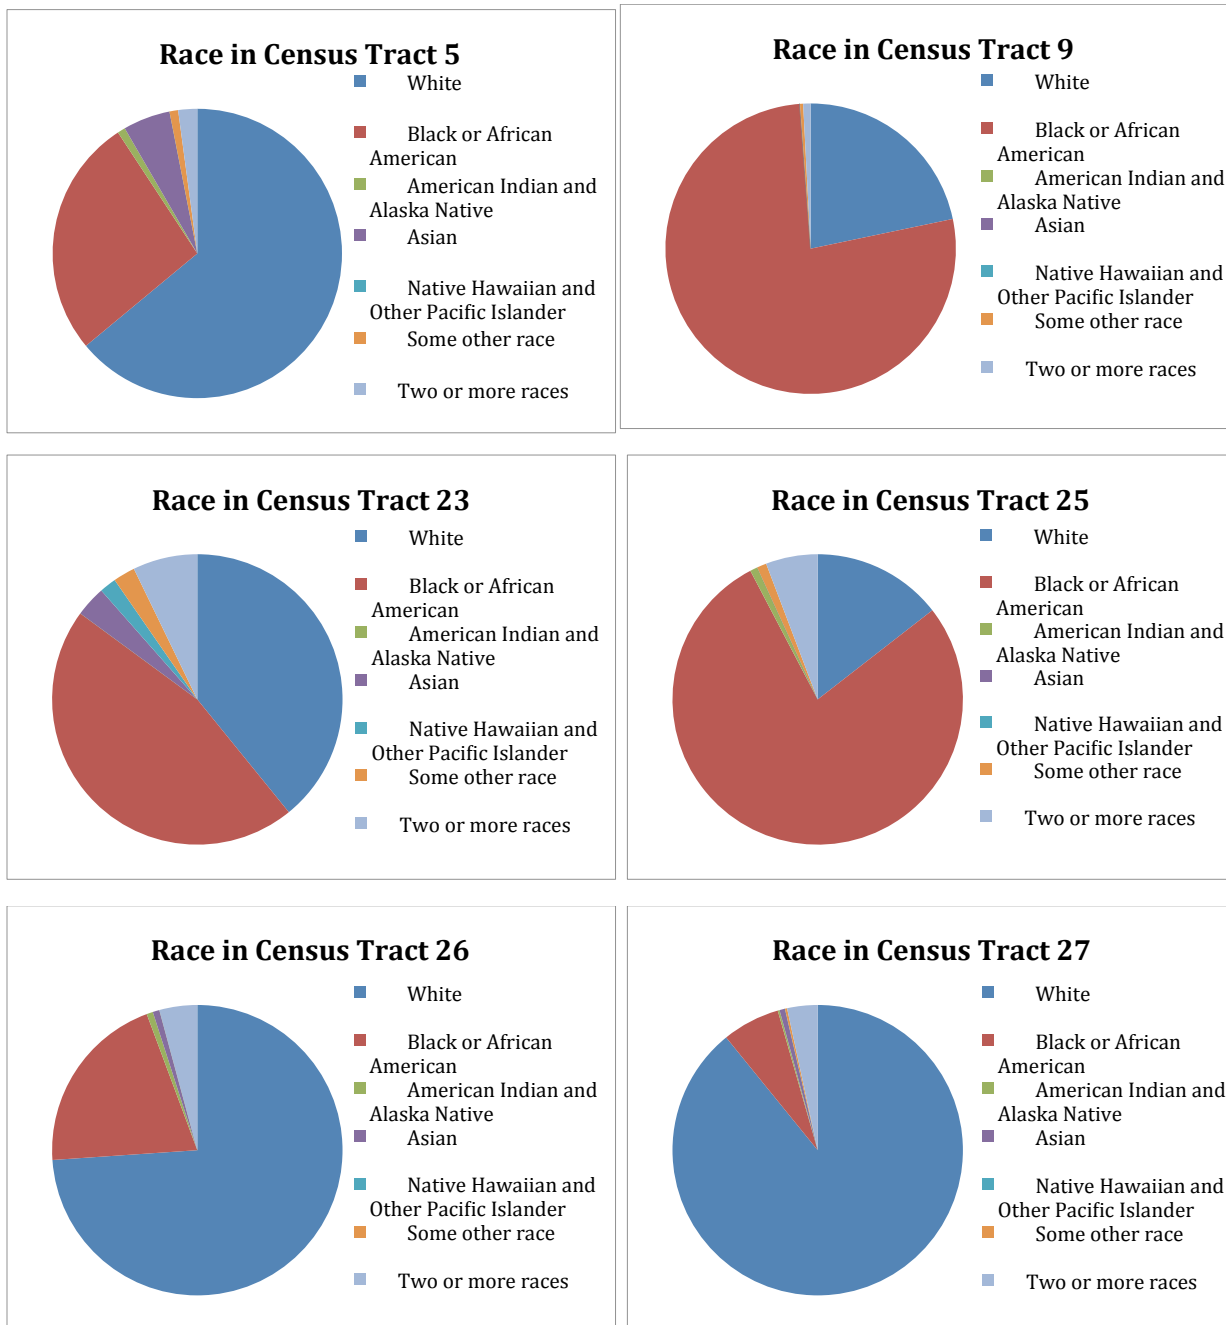 Race in Census Tract 5
White
Black or African
American
American Indian and
Alaska Native
Asian
Native Hawaiian and
Other Pacific Islander
Some other race
Two or more races
Race in Census Tract 9
White
Black or African
American
American Indian and
Alaska Native
Asian
Native Hawaiian and
Other Pacific Islander
Some other race
Two or more races
Race in Census Tract 23
White
Black or African
American
American Indian and
Alaska Native
Asian
Native Hawaiian and
Other Pacific Islander
Some other race
Two or more races
Race in Census Tract 25
White
Black or African
American
American Indian and
Alaska Native
Asian
Native Hawaiian and
Other Pacific Islander
Some other race
Two or more races
Race in Census Tract 26
White
Black or African
American
American Indian and
Alaska Native
Asian
Native Hawaiian and
Other Pacific Islander
Some other race
Two or more races
Race in Census Tract 27
White
Black or African
American
American Indian and
Alaska Native
Asian
Native Hawaiian and
Other Pacific Islander
Some other race
Two or more races